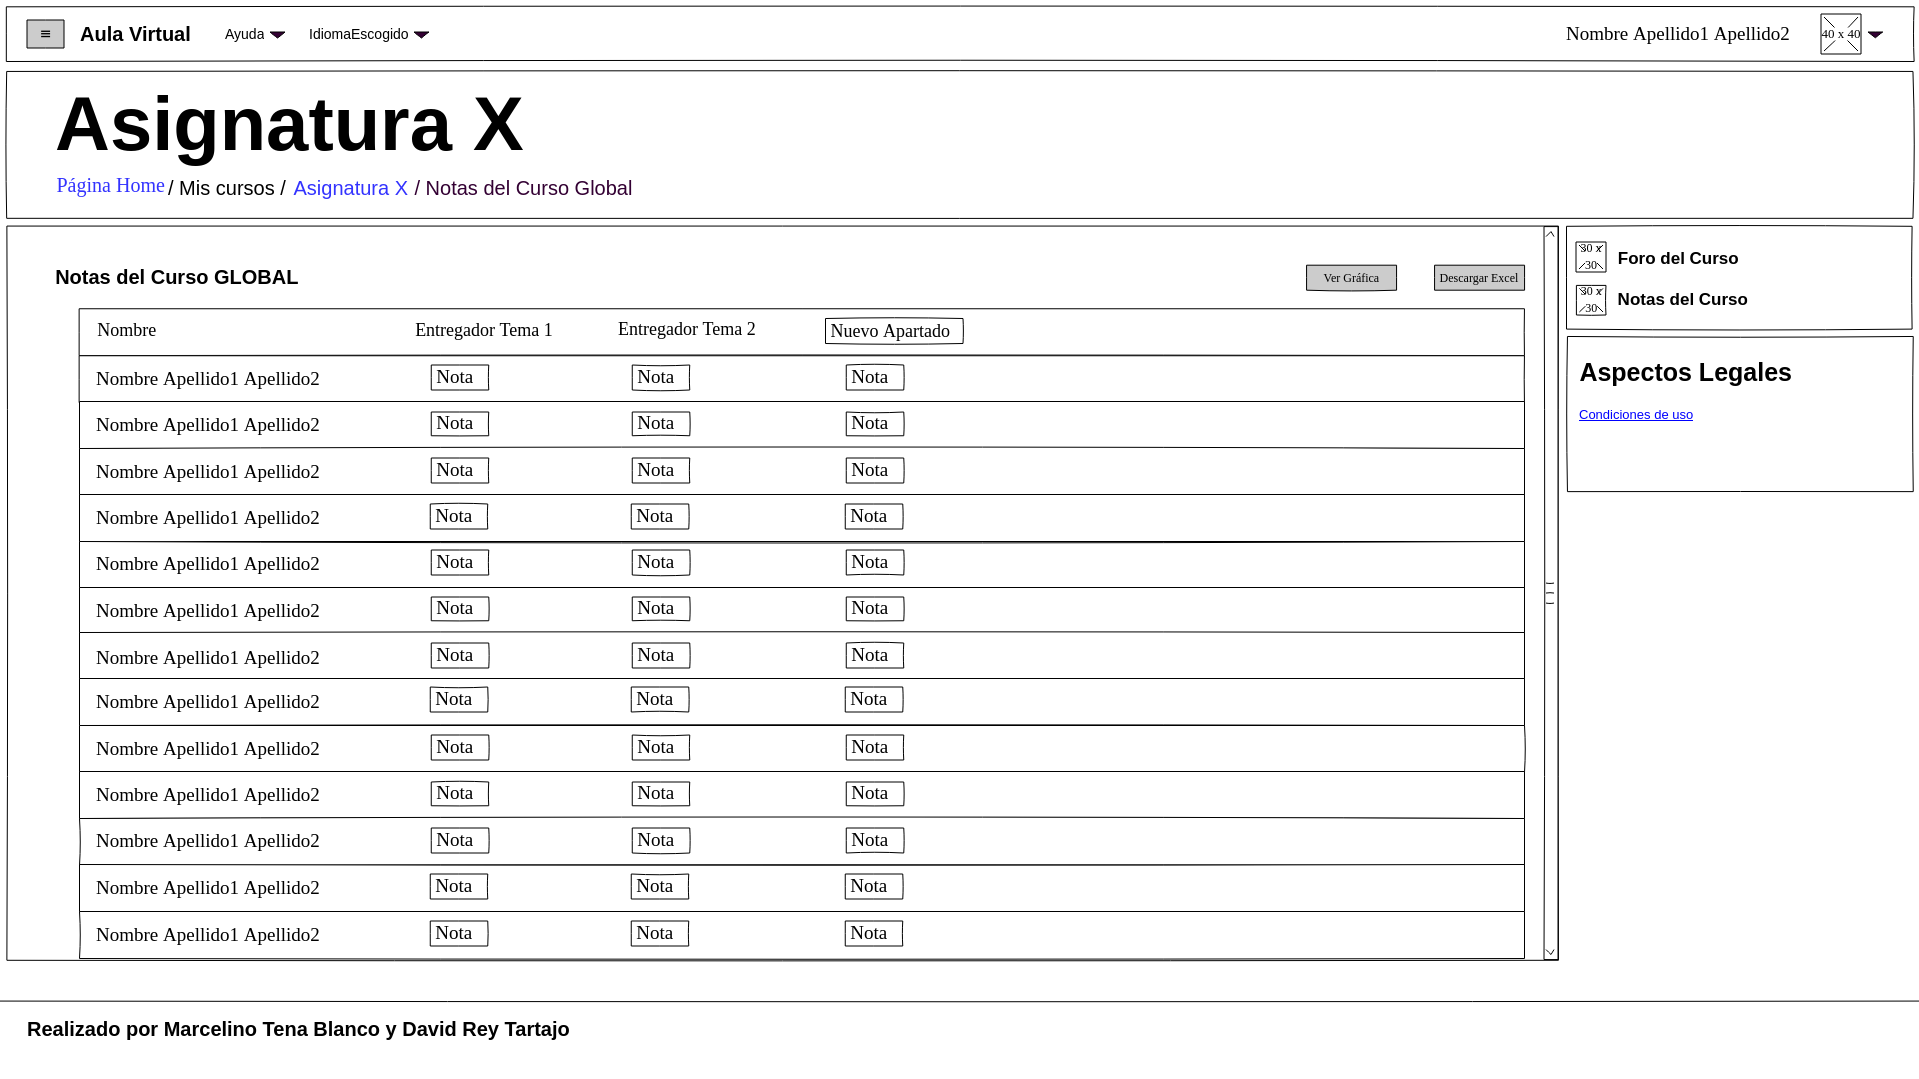 ≡ Aula Virtual Ayuda IdiomaEscogido Nombre Apellido1 Apellido2 40 x 40
Asignatura X
Página Home / Mis cursos / Asignatura X / Notas del Curso Global
Notas del Curso GLOBAL Ver Gráfica Descargar Excel
Nombre Entregador Tema 1 Entregador Tema 2 Nuevo Apartado
Nombre Apellido1 Apellido2 Nota Nota Nota
Nombre Apellido1 Apellido2 Nota Nota Nota
Nombre Apellido1 Apellido2 Nota Nota Nota
Nombre Apellido1 Apellido2 Nota Nota Nota
Nombre Apellido1 Apellido2 Nota Nota Nota
Nombre Apellido1 Apellido2 Nota Nota Nota
Nombre Apellido1 Apellido2 Nota Nota Nota
Nombre Apellido1 Apellido2 Nota Nota Nota
Nombre Apellido1 Apellido2 Nota Nota Nota
Nombre Apellido1 Apellido2 Nota Nota Nota
Nombre Apellido1 Apellido2 Nota Nota Nota
Nombre Apellido1 Apellido2 Nota Nota Nota
Nombre Apellido1 Apellido2 Nota Nota Nota
30 x
30
Foro del Curso
30 x
30
Notas del Curso
Aspectos Legales
Condiciones de uso
Realizado por Marcelino Tena Blanco y David Rey Tartajo